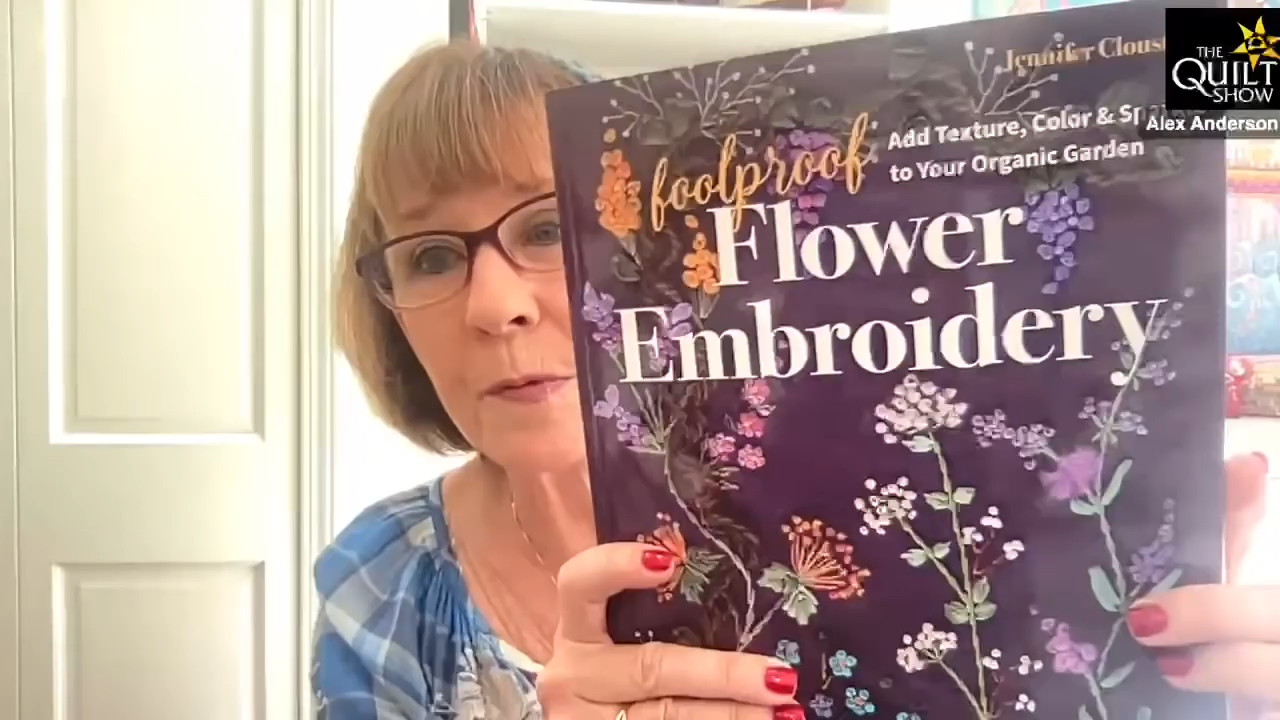 Jennifer Clous
foolproof
Add Texture, Color & Sp
to Your Organic Garden
Flower
Embroidery
THE
QUILT
SHOW
Alex Anderson